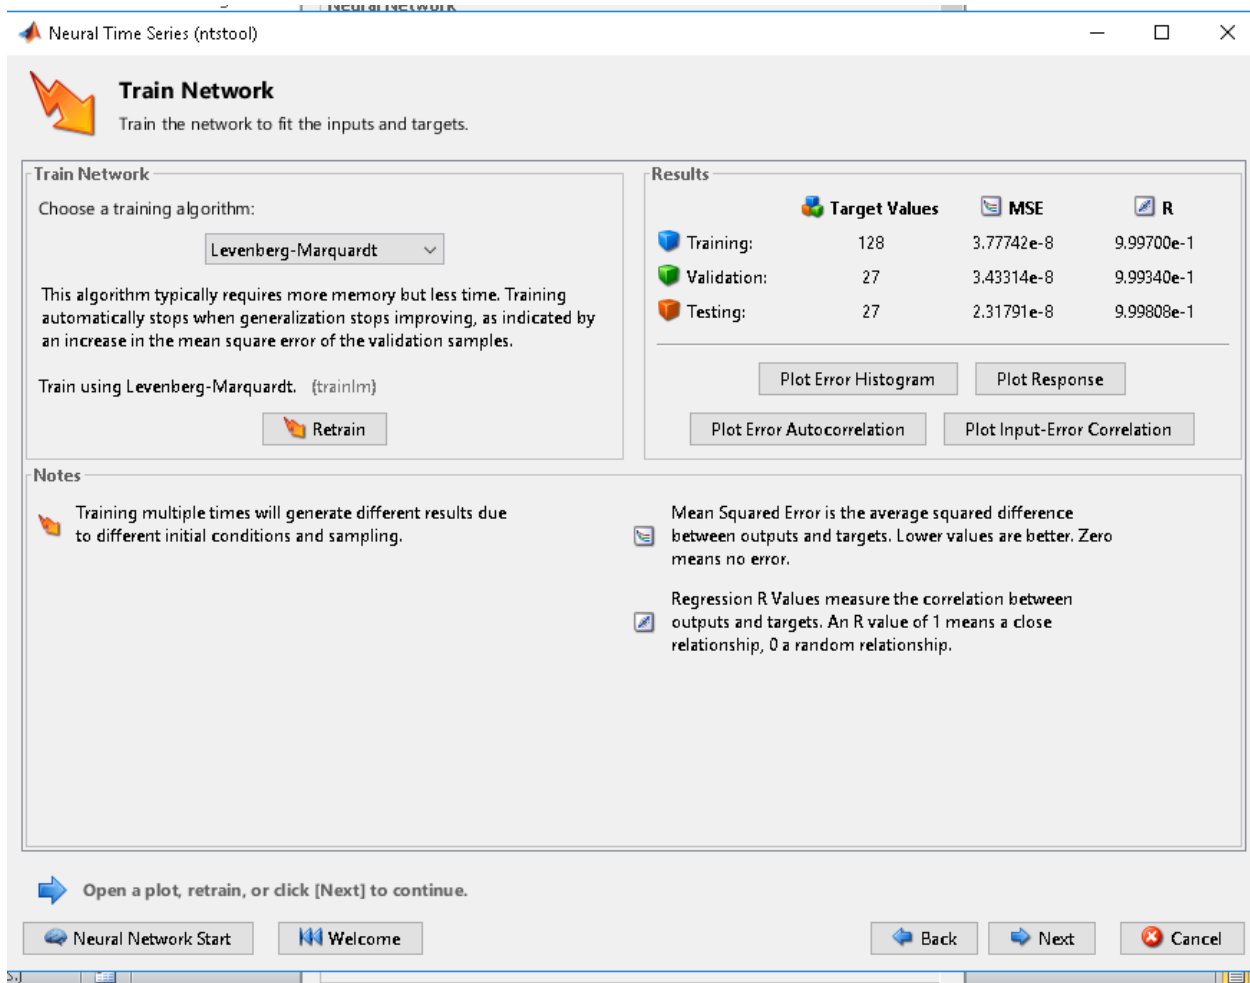 Neural Network
Neural Time Series (ntstool)
Train Network
Train the network to fit the inputs and targets.
Train Network
Choose a training algorithm:
Levenberg-Marquardt
This algorithm typically requires more memory but less time. Training
automatically stops when generalization stops improving, as indicated by
an increase in the mean square error of the validation samples.
Train using Levenberg-Marquardt. (trainlm)
Retrain
Results
Target Values MSE R
Training: 128 3.77742e-8 9.99700e-1
Validation: 27 3.43314e-8 9.99340e-1
Testing: 27 2.31791e-8 9.99808e-1
Plot Error Histogram Plot Response
Plot Error Autocorrelation Plot Input-Error Correlation
Notes
Training multiple times will generate different results due
to different initial conditions and sampling.
Mean Squared Error is the average squared difference
between outputs and targets. Lower values are better. Zero
means no error.
Regression R Values measure the correlation between
outputs and targets. An R value of 1 means a close
relationship, 0 a random relationship.
Open a plot, retrain, or click [Next] to continue.
Neural Network Start Welcome Back Next Cancel